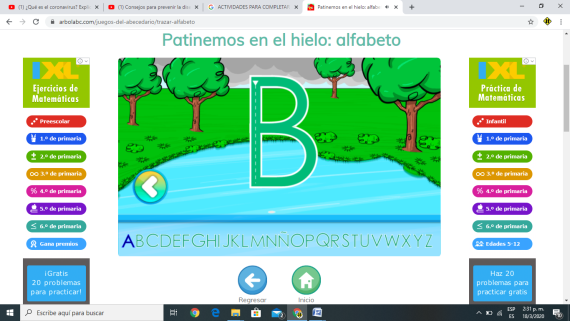 (1) ¿Qué es el coronavirus? Expli
(1) Consejos para prevenir la dise
ACTIVIDADES PARA COMPLETAR
Patinemos en el hielo: alfabe
arbolabc.com/juegos-del-abecedario/trazar-alfabeto
Patinemos en el hielo: alfabeto
IXL
Ejercicios de
Matemáticas
Preescolar
1.º de primaria
2.º de primaria
3.º de primaria
4.º de primaria
5.º de primaria
6.º de primaria
Gana premios
¡Gratis
20 problemas
para practicar!
B
ABCDEFGHIJKLMNÑOPQRSTUVWXYZ
Regresar
Inicio
IXL
Práctica de
Matemáticas
Infantil
1.º de primaria
2.º de primaria
3.º de primaria
4.º de primaria
5.º de primaria
6.º de primaria
Edades 5-12
Haz 20
problemas para
practicar gratis
Escribe aquí para buscar
ESP
ES
2:31 p. m.
18/3/2020